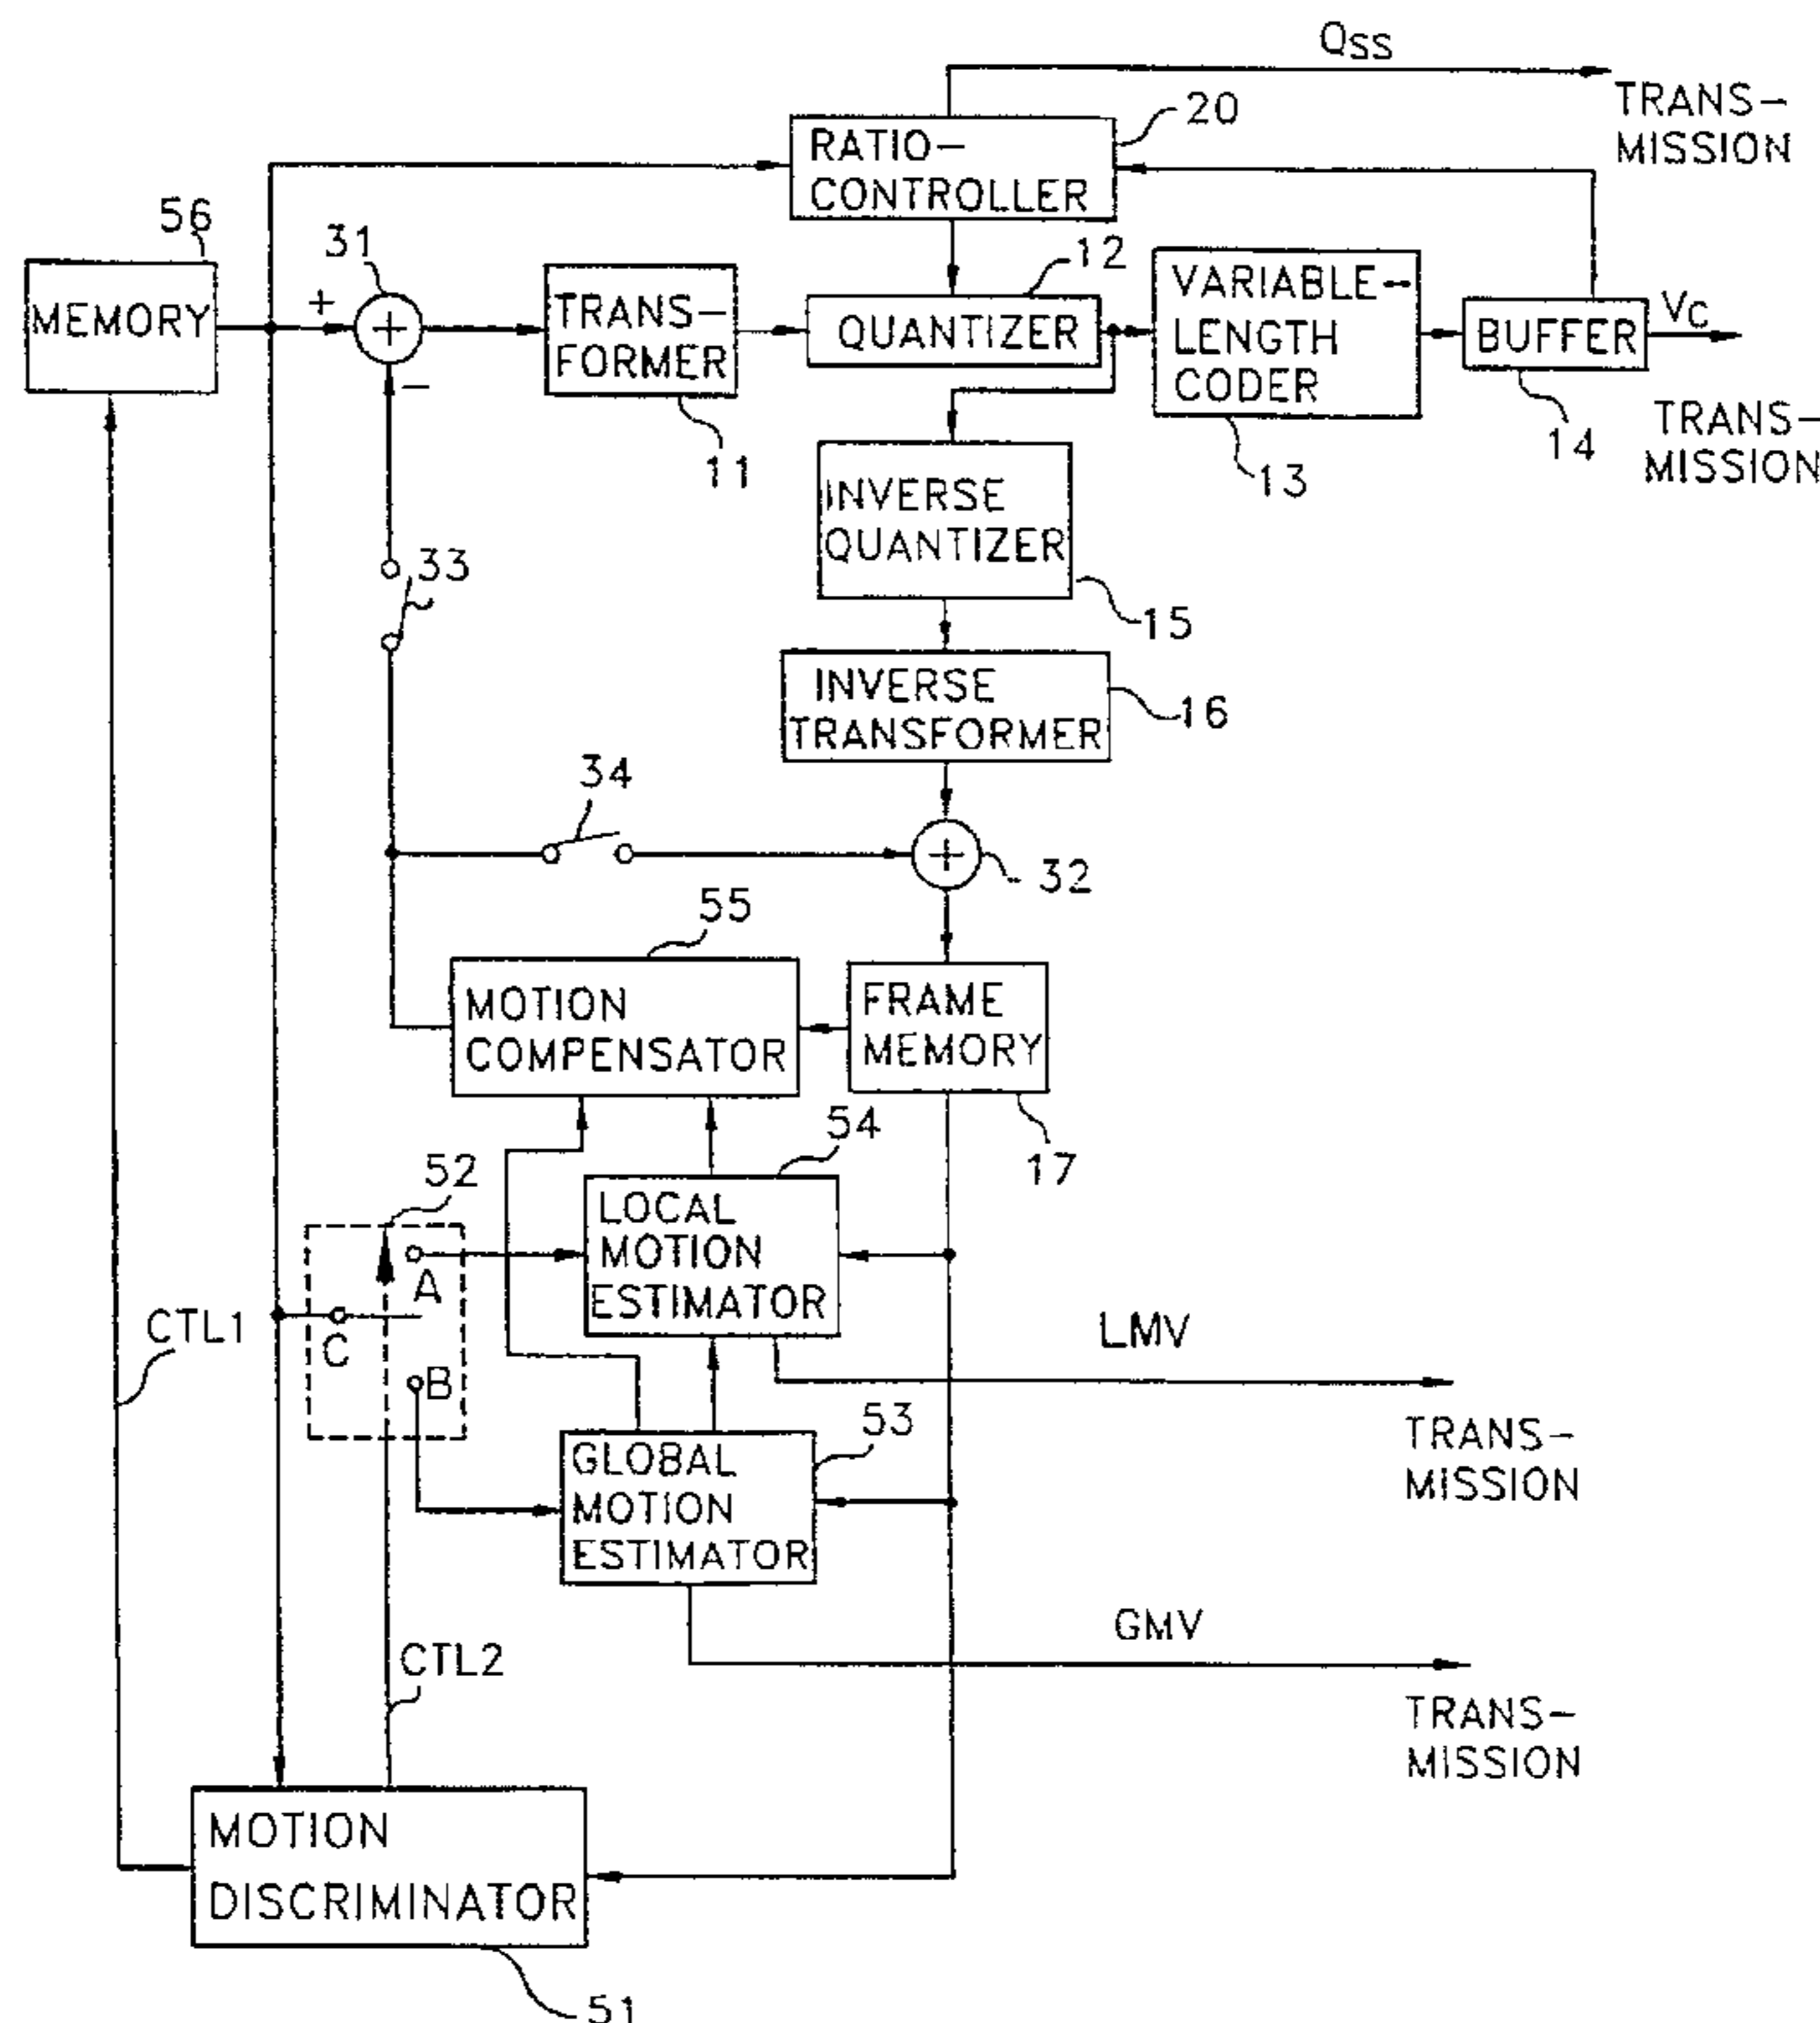 QSS
TRANS-
MISSION
20
RATIO-
CONTROLLER
56
31
12
MEMORY
+
+
-
TRANS-
FORMER
11
QUANTIZER
VARIABLE-
LENGTH
CODER
13
BUFFER
14
VC
TRANS-
MISSION
33
INVERSE
QUANTIZER
15
INVERSE
TRANSFORMER
16
34
+
32
55
MOTION
COMPENSATOR
FRAME
MEMORY
17
54
52
LOCAL
MOTION
ESTIMATOR
A
C
B
CTL1
LMV
TRANS-
MISSION
53
GLOBAL
MOTION
ESTIMATOR
GMV
TRANS-
MISSION
CTL2
MOTION
DISCRIMINATOR
51